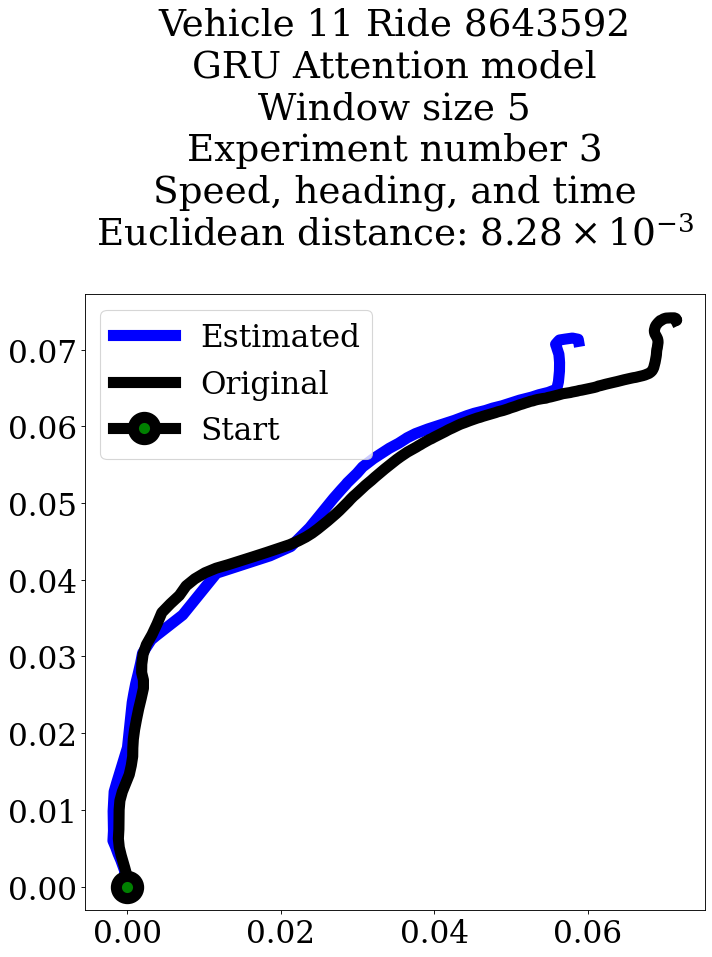 Vehicle 11 Ride 8643592
GRU Attention model
Window size 5
Experiment number 3
Speed, heading, and time
Euclidean distance: 8.28 × 10⁻³
Estimated
Original
Start
0.07
0.06
0.05
0.04
0.03
0.02
0.01
0.00
0.00 0.02 0.04 0.06